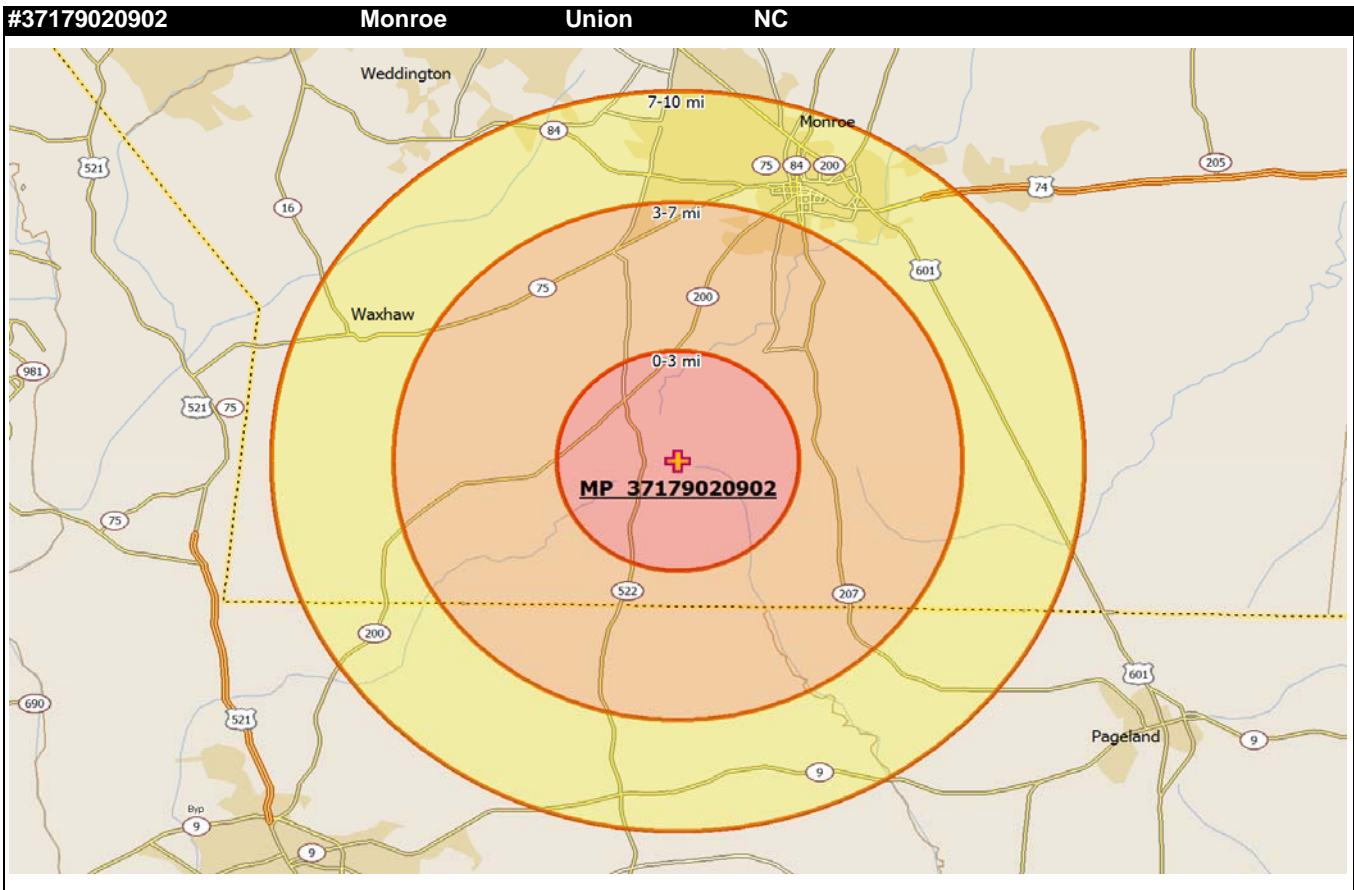 #37179020902 Monroe Union NC
Weddington
7-10 mi
Monroe
84
521
75 84 200
205
74
16
3-7 mi
601
75
200
Waxhaw
0-3 mi
981
521 75
MP 37179020902
75
522
207
200
690
601
521
Pageland
9
9
Byp
9
9